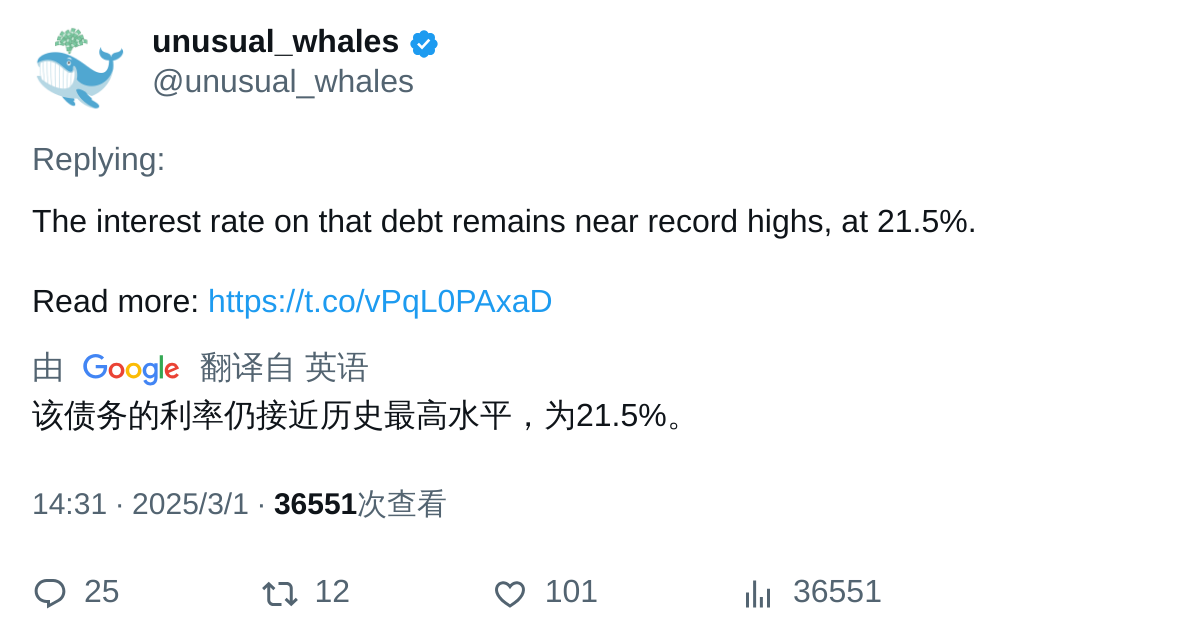 unusual_whales
@unusual_whales
Replying:
The interest rate on that debt remains near record highs, at 21.5%.
Read more: https://t.co/vPqL0PAxaD
由 Google 翻译自 英语
该债务的利率仍接近历史最高水平，为21.5%。
14:31 · 2025/3/1 · 36551次查看
25 12 101 36551